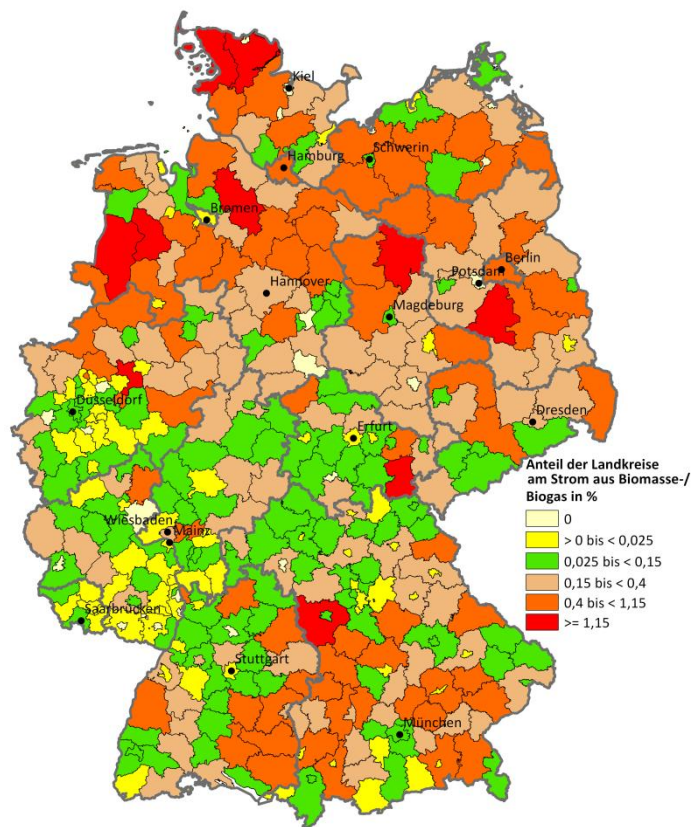 Kiel
Schwerin
Hamburg
Bremen
Berlin
Potsdam
Hannover
Magdeburg
Düsseldorf
Dresden
Erfurt
Anteil der Landkreise
am Strom aus Biomasse-/
Biogas in %
0
> 0 bis < 0,025
0,025 bis < 0,15
0,15 bis < 0,4
0,4 bis < 1,15
>= 1,15
Wiesbaden
Mainz
Saarbrücken
Stuttgart
München